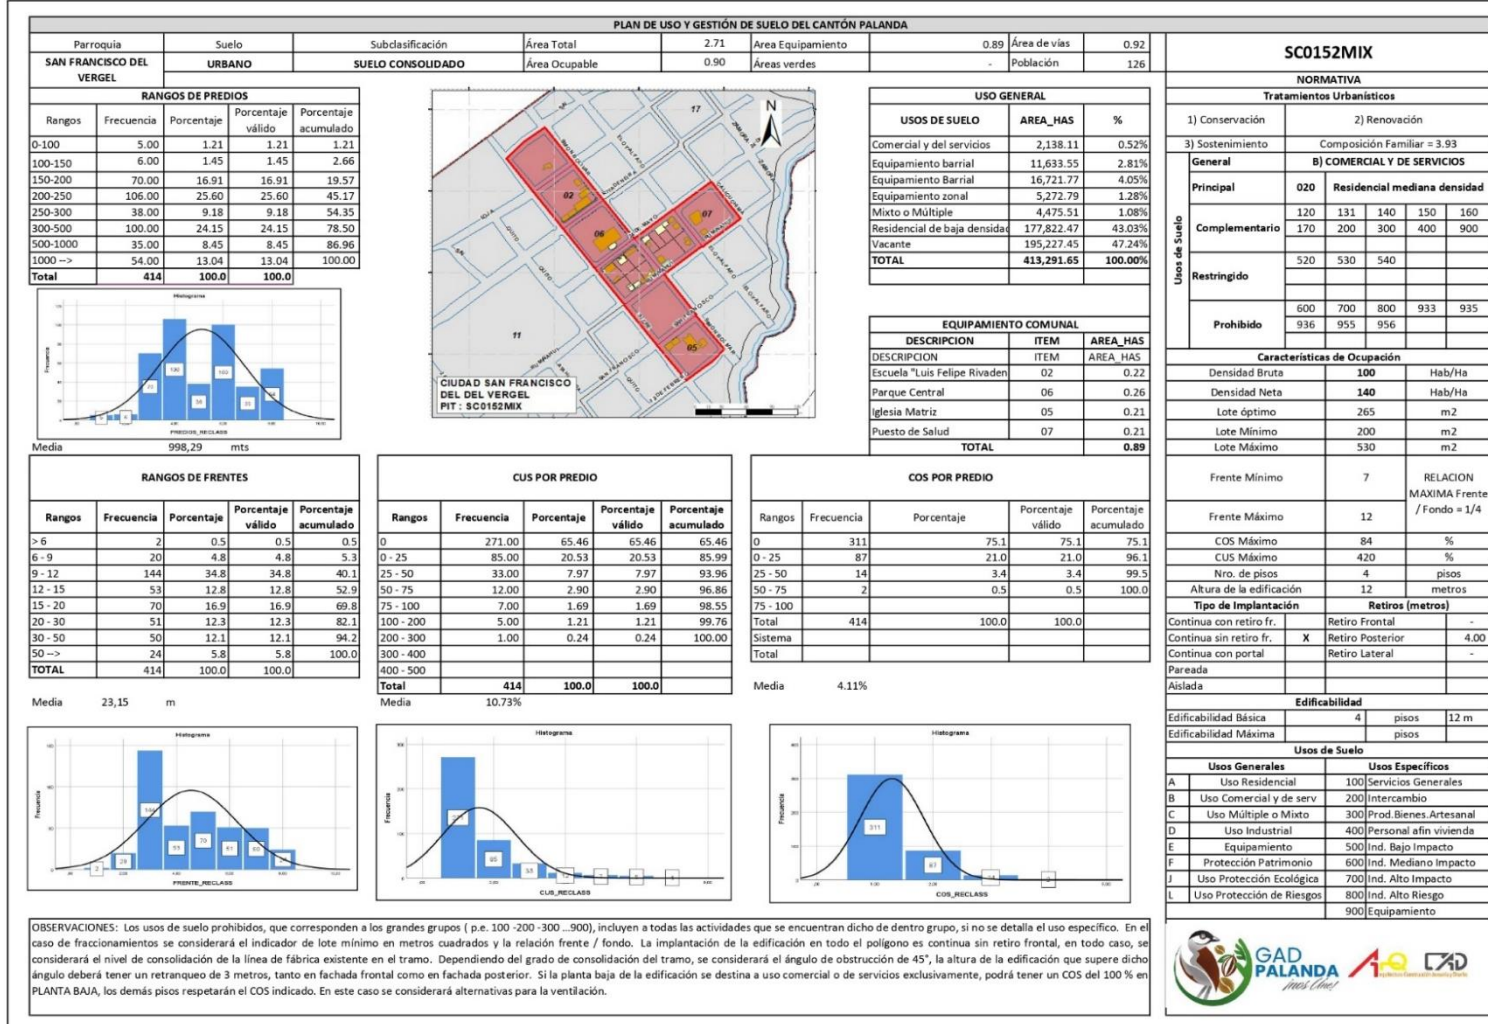 PLAN DE USO Y GESTIÓN DE SUELO DEL CANTÓN PALANDA
Parroquia Suelo Subclasificación Área Total 2.71 Area Equipamiento 0.89 Área de vías 0.92
SAN FRANCISCO DEL VERGEL URBANO SUELO CONSOLIDADO Área Ocupable 0.90 Áreas verdes - Población 126
SC0152MIX
RANGOS DE PREDIOS
Rangos Frecuencia Porcentaje Porcentaje válido Porcentaje acumulado
0-100 5.00 1.21 1.21 1.21
100-150 6.00 1.45 1.45 2.66
150-200 70.00 16.91 16.91 19.57
200-250 106.00 25.60 25.60 45.17
250-300 38.00 9.18 9.18 54.35
300-500 100.00 24.15 24.15 78.50
500-1000 35.00 8.45 8.45 86.96
1000 --> 54.00 13.04 13.04 100.00
Total 414 100.0 100.0
Histograma
Frecuencia
PREDIOS_RECLASS
Media 998,29 mts
N
17
02
06
07
11
05
CIUDAD SAN FRANCISCO
DEL DEL VERGEL
PIT : SC0152MIX
USO GENERAL
USOS DE SUELO AREA_HAS %
Comercial y del servicios 2,138.11 0.52%
Equipamiento barrial 11,633.55 2.81%
Equipamiento Barrial 16,721.77 4.05%
Equipamiento zonal 5,272.79 1.28%
Mixto o Múltiple 4,475.51 1.08%
Residencial de baja densidad 177,822.47 43.03%
Vacante 195,227.45 47.24%
TOTAL 413,291.65 100.00%
EQUIPAMIENTO COMUNAL
DESCRIPCION ITEM AREA_HAS
DESCRIPCION ITEM AREA_HAS
Escuela "Luis Felipe Rivaden 02 0.22
Parque Central 06 0.26
Iglesia Matriz 05 0.21
Puesto de Salud 07 0.21
TOTAL 0.89
RANGOS DE FRENTES
Rangos Frecuencia Porcentaje Porcentaje válido Porcentaje acumulado
> 6 2 0.5 0.5 0.5
6 - 9 20 4.8 4.8 5.3
9 - 12 144 34.8 34.8 40.1
12 - 15 53 12.8 12.8 52.9
15 - 20 70 16.9 16.9 69.8
20 - 30 51 12.3 12.3 82.1
30 - 50 50 12.1 12.1 94.2
50 --> 24 5.8 5.8 100.0
TOTAL 414 100.0 100.0
Media 23,15 m
Histograma
Frecuencia
FRENTE_RECLASS
CUS POR PREDIO
Rangos Frecuencia Porcentaje Porcentaje válido Porcentaje acumulado
0 271.00 65.46 65.46 65.46
0 - 25 85.00 20.53 20.53 85.99
25 - 50 33.00 7.97 7.97 93.96
50 - 75 12.00 2.90 2.90 96.86
75 - 100 7.00 1.69 1.69 98.55
100 - 200 5.00 1.21 1.21 99.76
200 - 300 1.00 0.24 0.24 100.00
300 - 400
400 - 500
Total 414 100.0 100.0
Media 10.73%
Histograma
Frecuencia
CUS_RECLASS
COS POR PREDIO
Rangos Frecuencia Porcentaje Porcentaje válido Porcentaje acumulado
0 311 75.1 75.1 75.1
0 - 25 87 21.0 21.0 96.1
25 - 50 14 3.4 3.4 99.5
50 - 75 2 0.5 0.5 100.0
75 - 100
Total 414 100.0 100.0
Sistema
Total
Media 4.11%
Histograma
Frecuencia
311
87
COS_RECLASS
NORMATIVA
Tratamientos Urbanísticos
1) Conservación 2) Renovación
3) Sostenimiento Composición Familiar = 3.93
Usos de Suelo
General B) COMERCIAL Y DE SERVICIOS
Principal 020 Residencial mediana densidad
Complementario 120 131 140 150 160
170 200 300 400 900
Restringido 520 530 540
Prohibido 600 700 800 933 935
936 955 956
Características de Ocupación
Densidad Bruta 100 Hab/Ha
Densidad Neta 140 Hab/Ha
Lote óptimo 265 m2
Lote Mínimo 200 m2
Lote Máximo 530 m2
Frente Mínimo 7 RELACION MAXIMA Frente / Fondo = 1/4
Frente Máximo 12
COS Máximo 84 %
CUS Máximo 420 %
Nro. de pisos 4 pisos
Altura de la edificación 12 metros
Tipo de Implantación Retiros (metros)
Continua con retiro fr. Retiro Frontal -
Continua sin retiro fr. X Retiro Posterior 4.00
Continua con portal Retiro Lateral -
Pareada
Aislada
Edificabilidad
Edificabilidad Básica 4 pisos 12 m
Edificabilidad Máxima pisos
Usos de Suelo
Usos Generales Usos Específicos
A Uso Residencial 100 Servicios Generales
B Uso Comercial y de serv 200 Intercambio
C Uso Múltiple o Mixto 300 Prod.Bienes.Artesanal
D Uso Industrial 400 Personal afin vivienda
E Equipamiento 500 Ind. Bajo Impacto
F Protección Patrimonio 600 Ind. Mediano Impacto
J Uso Protección Ecológica 700 Ind. Alto Impacto
L Uso Protección de Riesgos 800 Ind. Alto Riesgo
900 Equipamiento
OBSERVACIONES: Los usos de suelo prohibidos, que corresponden a los grandes grupos ( p.e. 100 -200 -300 ...900), incluyen a todas las actividades que se encuentran dicho de dentro grupo, si no se detalla el uso específico. En el
caso de fraccionamientos se considerará el indicador de lote mínimo en metros cuadrados y la relación frente / fondo. La implantación de la edificación en todo el polígono es continua sin retiro frontal, en todo caso, se
considerará el nivel de consolidación de la línea de fábrica existente en el tramo. Dependiendo del grado de consolidación del tramo, se considerará el ángulo de obstrucción de 45°, la altura de la edificación que supere dicho
ángulo deberá tener un retranqueo de 3 metros, tanto en fachada frontal como en fachada posterior. Si la planta baja de la edificación se destina a uso comercial o de servicios exclusivamente, podrá tener un COS del 100 % en
PLANTA BAJA, los demás pisos respetarán el COS indicado. En este caso se considerará alternativas para la ventilación.
GAD
PALANDA